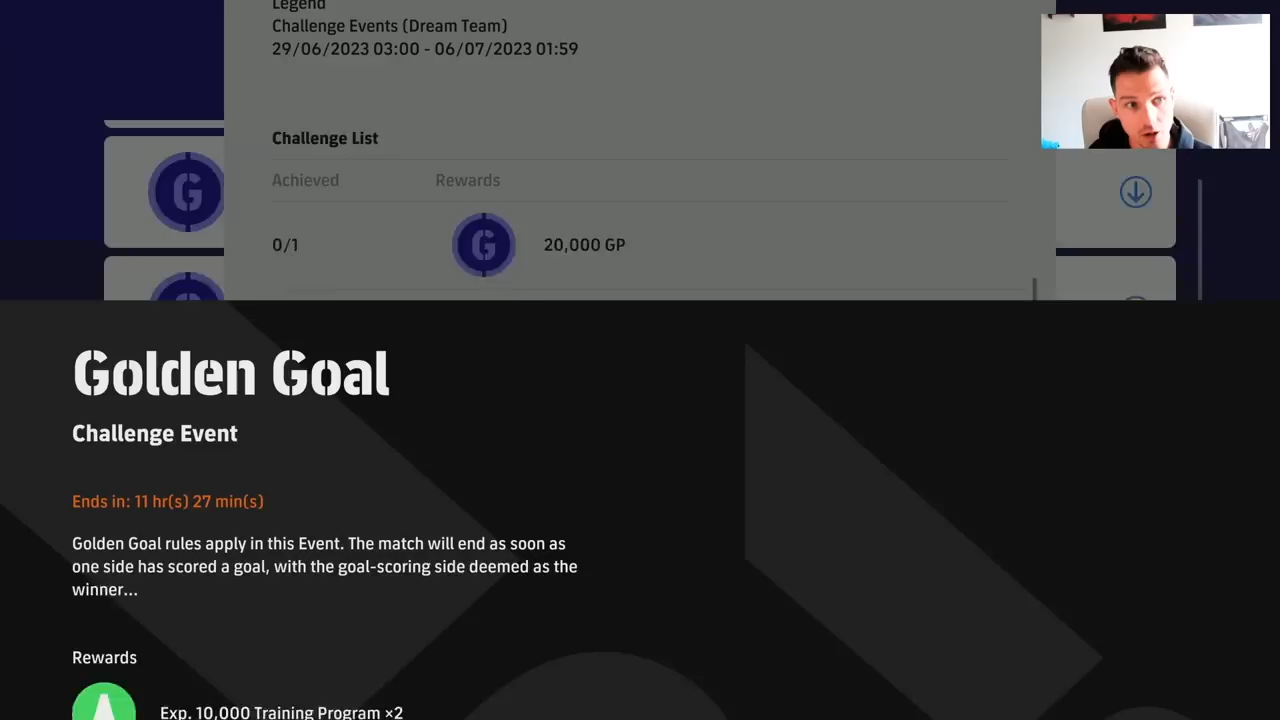 Legend
Challenge Events (Dream Team)
29/06/2023 03:00 - 06/07/2023 01:59
Challenge List
Achieved Rewards
G
0/1 G 20,000 GP
Golden Goal
Challenge Event
Ends in: 11 hr(s) 27 min(s)
Golden Goal rules apply in this Event. The match will end as soon as
one side has scored a goal, with the goal-scoring side deemed as the
winner...
Rewards
Exp. 10,000 Training Program ×2